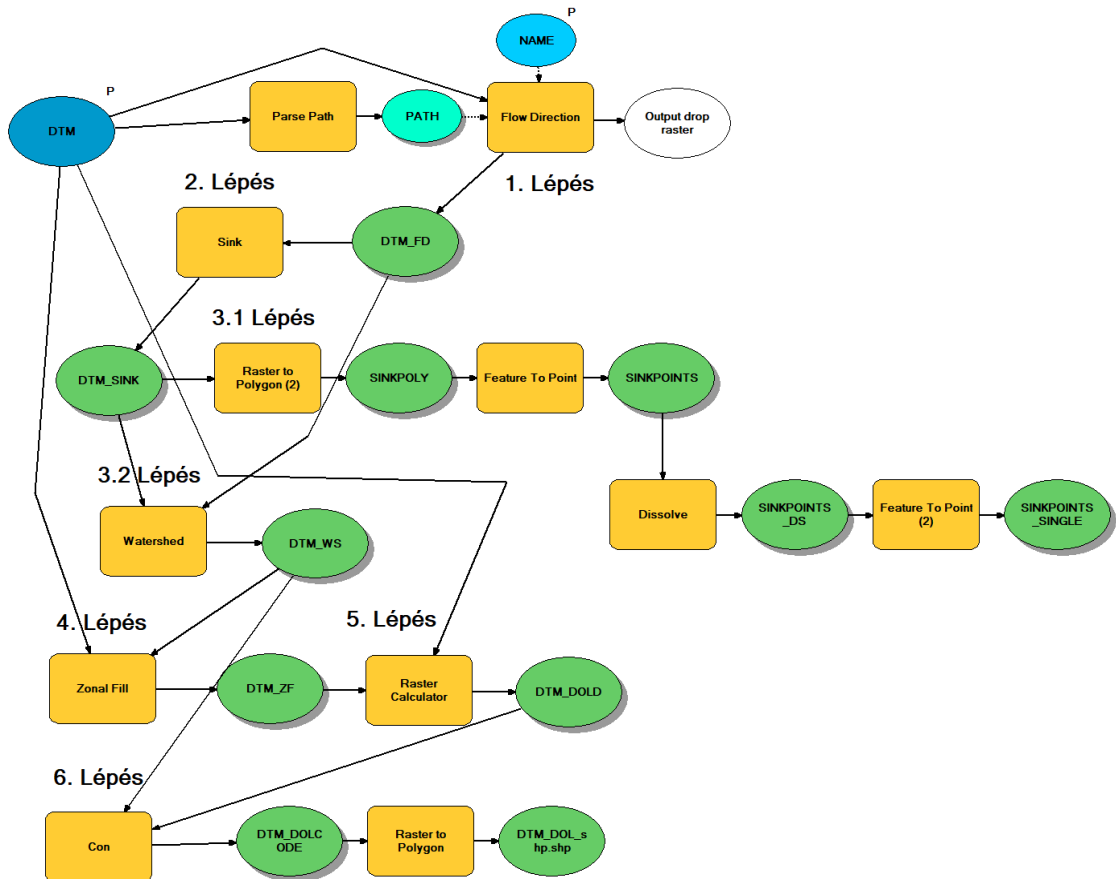 P
NAME
P
DTM
Parse Path
PATH
Flow Direction
Output drop
raster
2. Lépés
1. Lépés
Sink
DTM_FD
3.1 Lépés
DTM_SINK
Raster to
Polygon (2)
SINKPOLY
Feature To Point
SINKPOINTS
3.2 Lépés
Watershed
DTM_WS
Dissolve
SINKPOINTS
_DS
Feature To Point
(2)
SINKPOINTS
_SINGLE
4. Lépés
5. Lépés
Zonal Fill
DTM_ZF
Raster
Calculator
DTM_DOLD
6. Lépés
Con
DTM_DOLC
ODE
Raster to
Polygon
DTM_DOL_s
hp.shp